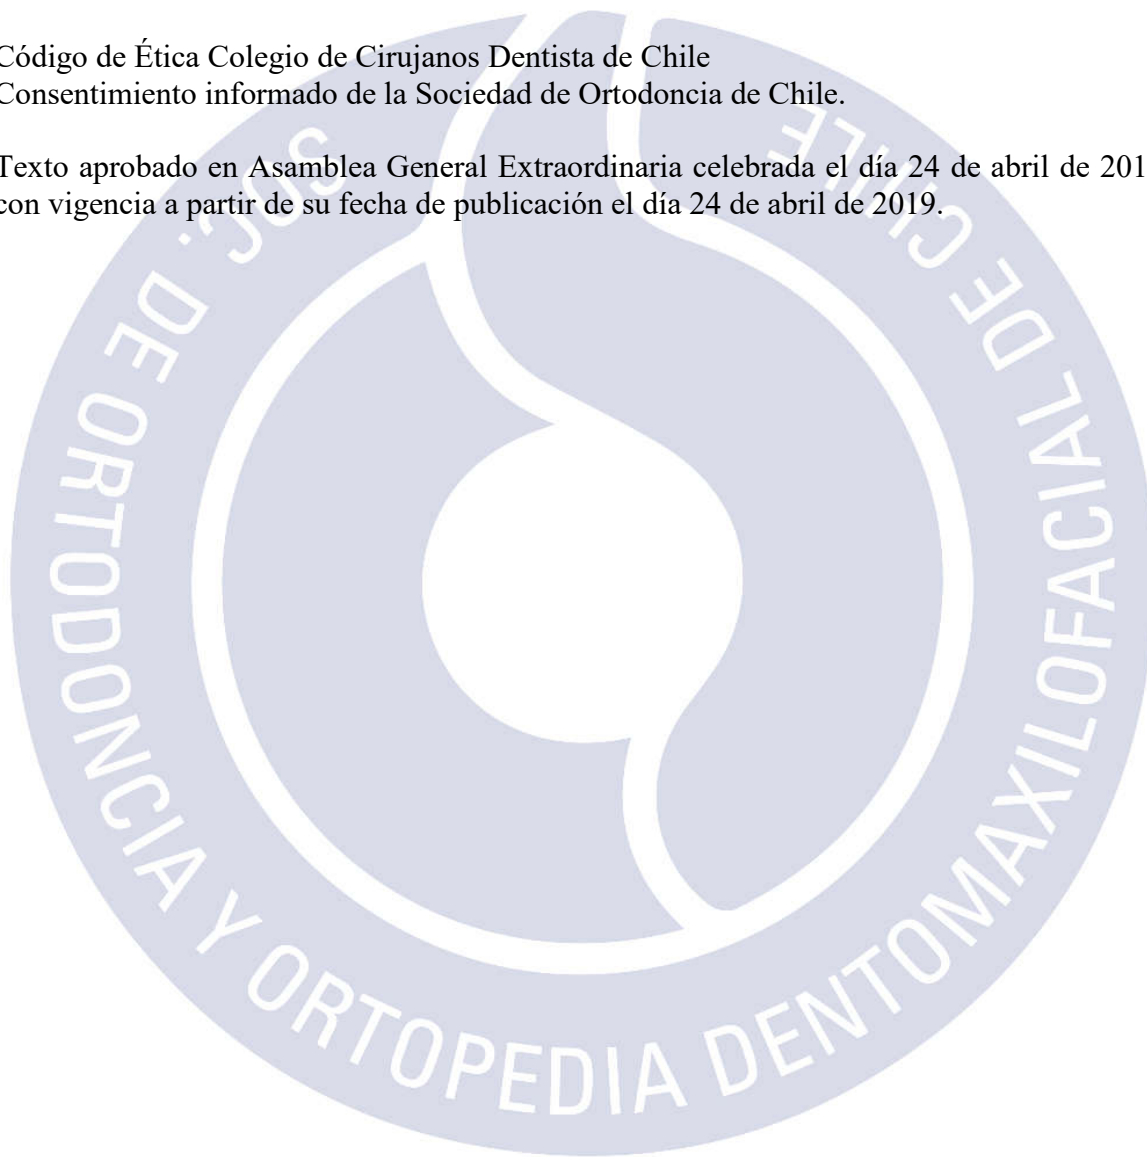 Código de Ética Colegio de Cirujanos Dentista de Chile
Consentimiento informado de la Sociedad de Ortodoncia de Chile.
Texto aprobado en Asamblea General Extraordinaria celebrada el día 24 de abril de 201
con vigencia a partir de su fecha de publicación el día 24 de abril de 2019.
SOC. DE ORTODONCIA Y ORTOPEDIA DENTOMAXILOFACIAL DE CHILE